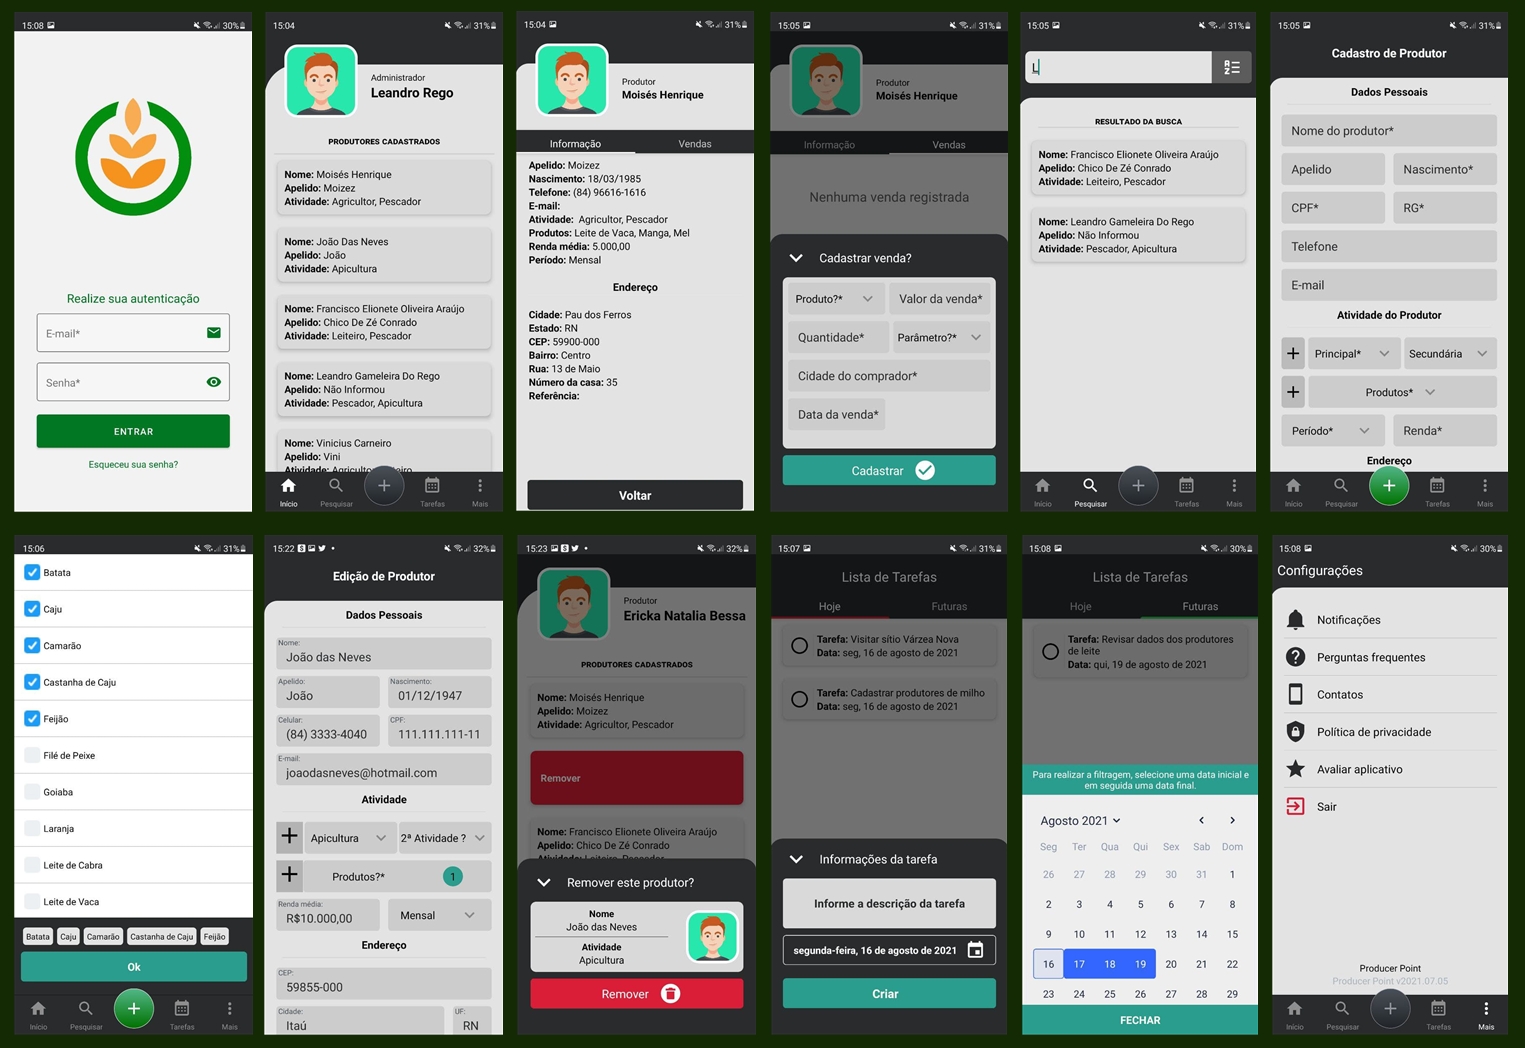 15:08
30%
Realize sua autenticação
E-mail*
Senha*
ENTRAR
Esqueceu sua senha?
15:04
31%
Administrador
Leandro Rego
PRODUTORES CADASTRADOS
Nome: Moisés Henrique
Apelido: Moizez
Atividade: Agricultor, Pescador
Nome: João Das Neves
Apelido: João
Atividade: Apicultura
Nome: Francisco Elionete Oliveira Araújo
Apelido: Chico De Zé Conrado
Atividade: Leiteiro, Pescador
Nome: Leandro Gameleira Do Rego
Apelido: Não Informou
Atividade: Pescador, Apicultura
Nome: Vinicius Carneiro
Apelido: Vini
Início
Pesquisar
Tarefas
Mais
15:04
31%
Produtor
Moisés Henrique
Informação
Vendas
Apelido: Moizez
Nascimento: 18/03/1985
Telefone: (84) 96616-1616
E-mail:
Atividade: Agricultor, Pescador
Produtos: Leite de Vaca, Manga, Mel
Renda média: 5.000,00
Período: Mensal
Endereço
Cidade: Pau dos Ferros
Estado: RN
CEP: 59900-000
Bairro: Centro
Rua: 13 de Maio
Número da casa: 35
Referência:
Voltar
15:05
31%
Produtor
Moisés Henrique
Informação
Vendas
Nenhuma venda registrada
Cadastrar venda?
Produto?*
Valor da venda*
Quantidade*
Parâmetro?*
Cidade do comprador*
Data da venda*
Cadastrar
15:05
31%
L
RESULTADO DA BUSCA
Nome: Francisco Elionete Oliveira Araújo
Apelido: Chico De Zé Conrado
Atividade: Leiteiro, Pescador
Nome: Leandro Gameleira Do Rego
Apelido: Não Informou
Atividade: Pescador, Apicultura
Início
Pesquisar
Tarefas
Mais
15:05
31%
Cadastro de Produtor
Dados Pessoais
Nome do produtor*
Apelido
Nascimento*
CPF*
RG*
Telefone
E-mail
Atividade do Produtor
Principal*
Secundária
Produtos*
Período*
Renda*
Endereço
Início
Pesquisar
Tarefas
Mais
15:06
31%
Batata
Caju
Camarão
Castanha de Caju
Feijão
Filé de Peixe
Goiaba
Laranja
Leite de Cabra
Leite de Vaca
Batata Caju Camarão Castanha de Caju Feijão
Ok
Início
Pesquisar
Tarefas
Mais
15:22
32%
Edição de Produtor
Dados Pessoais
Nome:
João das Neves
Apelido:
João
Nascimento:
01/12/1947
Celular:
(84) 3333-4040
CPF:
111.111.111-11
E-mail:
joaodasneves@hotmail.com
Atividade
Apicultura
2ª Atividade ?
Produtos?*
1
Renda média:
R$10.000,00
Mensal
Endereço
CEP:
59855-000
Cidade:
Itaú
UF:
RN
15:23
32%
Produtor
Ericka Natalia Bessa
PRODUTORES CADASTRADOS
Nome: Moisés Henrique
Apelido: Moizez
Atividade: Agricultor, Pescador
Remover
Nome: Francisco Elionete Oliveira Araújo
Apelido: Chico De Zé Conrado
Remover este produtor?
Nome
João das Neves
Atividade
Apicultura
Remover
15:07
31%
Lista de Tarefas
Hoje
Futuras
Tarefa: Visitar sítio Várzea Nova
Data: seg, 16 de agosto de 2021
Tarefa: Cadastrar produtores de milho
Data: seg, 16 de agosto de 2021
Informações da tarefa
Informe a descrição da tarefa
segunda-feira, 16 de agosto de 2021
Criar
15:08
30%
Lista de Tarefas
Hoje
Futuras
Tarefa: Revisar dados dos produtores
de leite
Data: qui, 19 de agosto de 2021
Para realizar a filtragem, selecione uma data inicial e
em seguida uma data final.
Agosto 2021
Seg Ter Qua Qui Sex Sab Dom
26 27 28 29 30 31 1
2 3 4 5 6 7 8
9 10 11 12 13 14 15
16 17 18 19 20 21 22
23 24 25 26 27 28 29
FECHAR
15:08
30%
Configurações
Notificações
Perguntas frequentes
Contatos
Política de privacidade
Avaliar aplicativo
Sair
Producer Point
Producer Point v2021.07.05
Início
Pesquisar
Tarefas
Mais